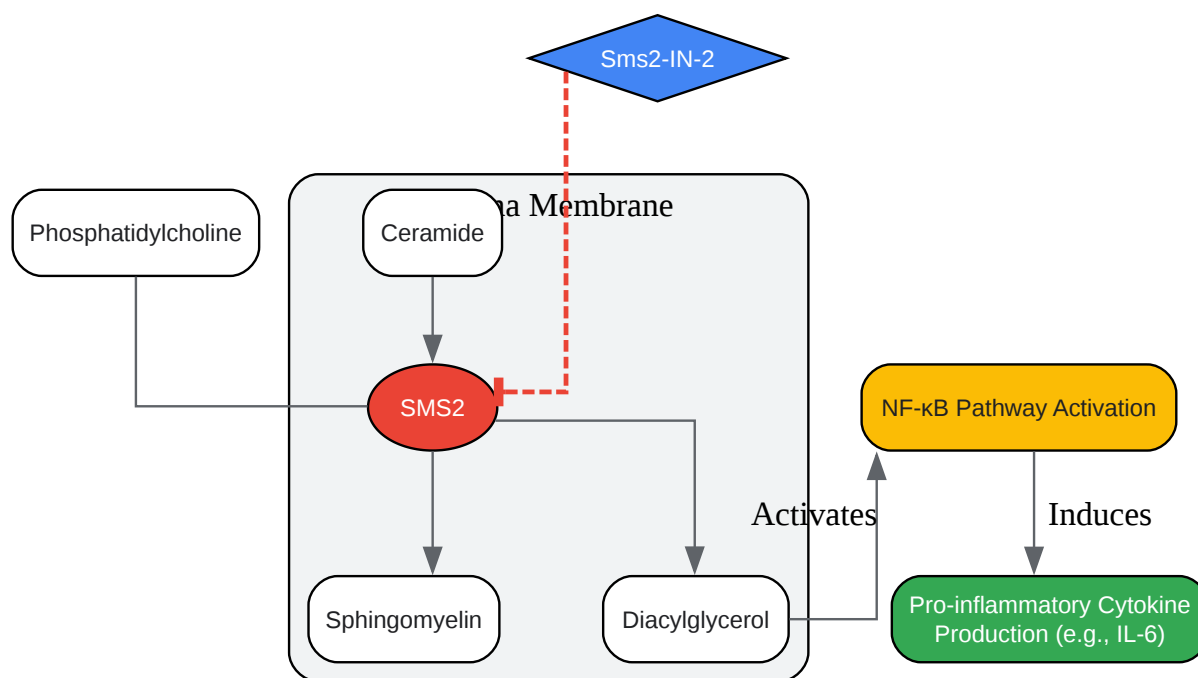 Sms2-IN-2
na Membrane
Phosphatidylcholine
Ceramide
SMS2
NF-κB Pathway Activation
Activates
Induces
Sphingomyelin
Diacylglycerol
Pro-inflammatory Cytokine
Production (e.g., IL-6)